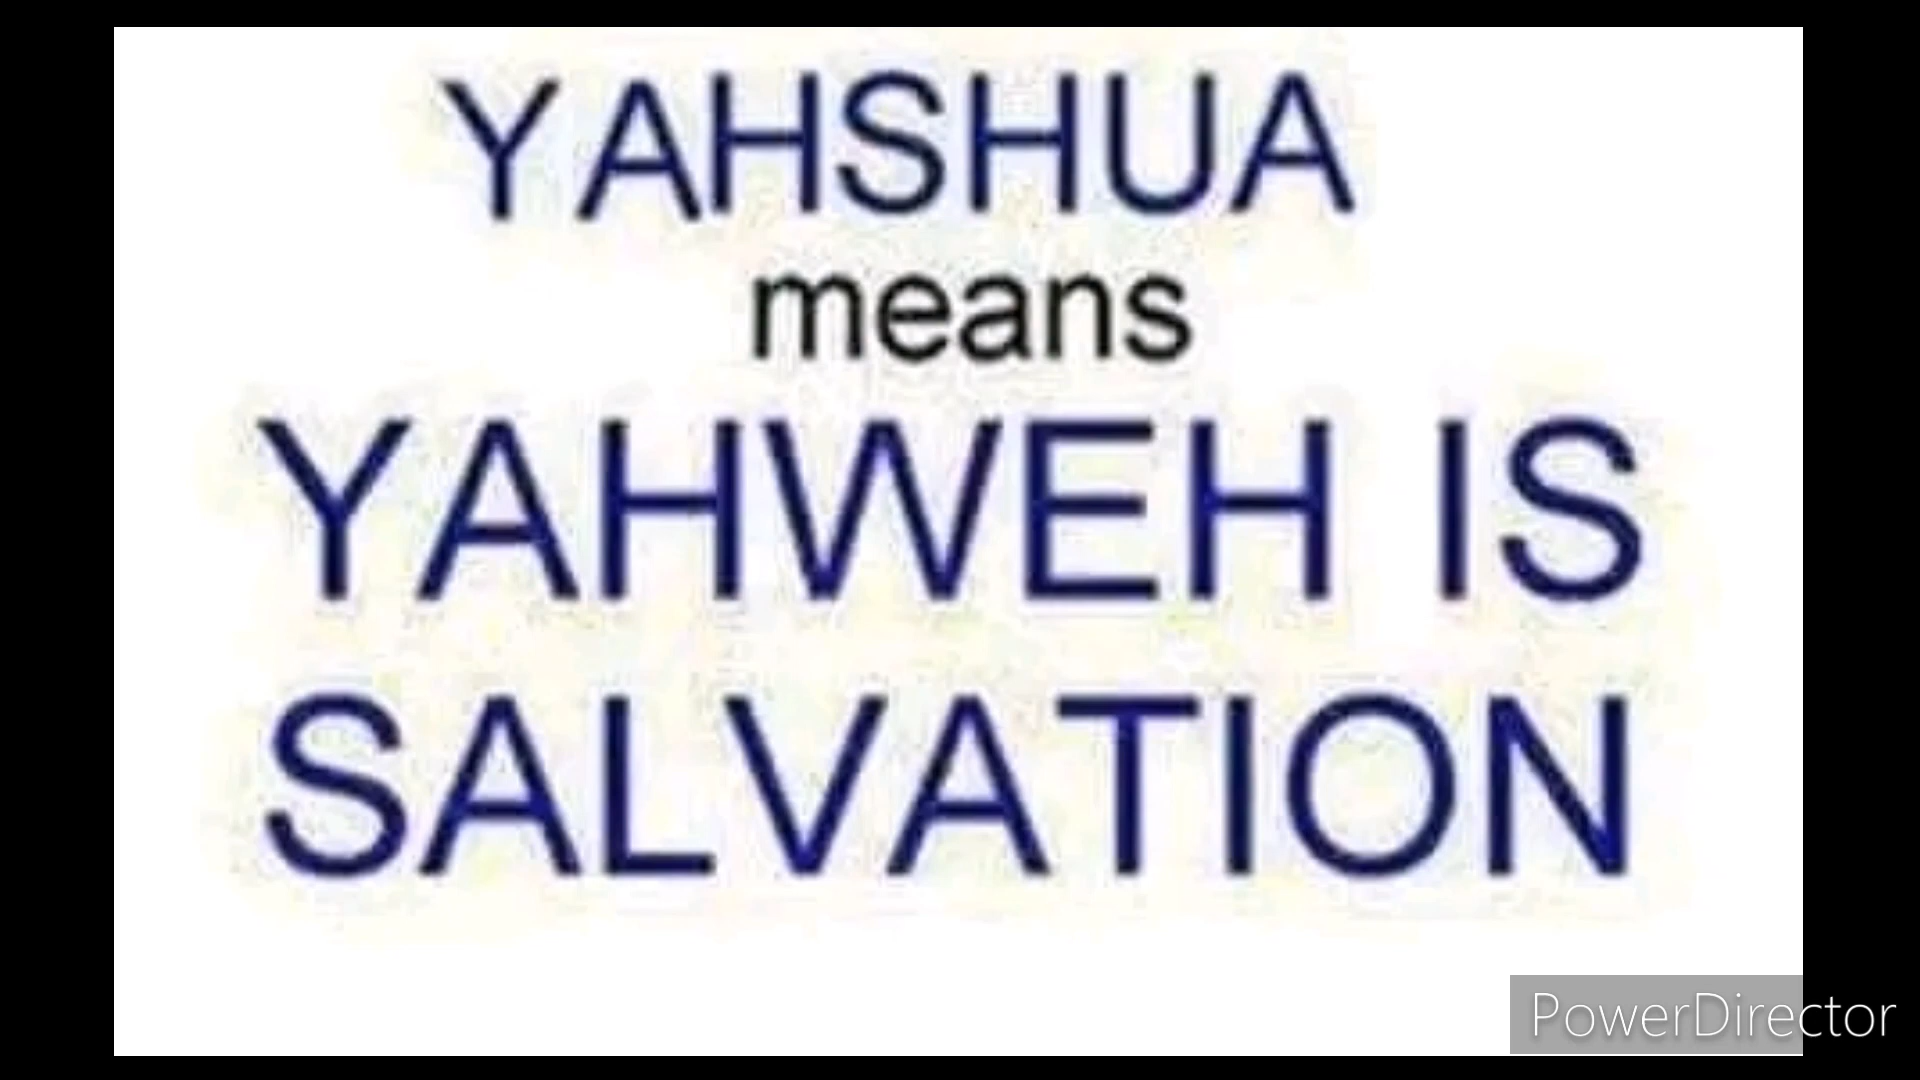 YAHSHUA
means
YAHWEH IS
SALVATION
PowerDirector